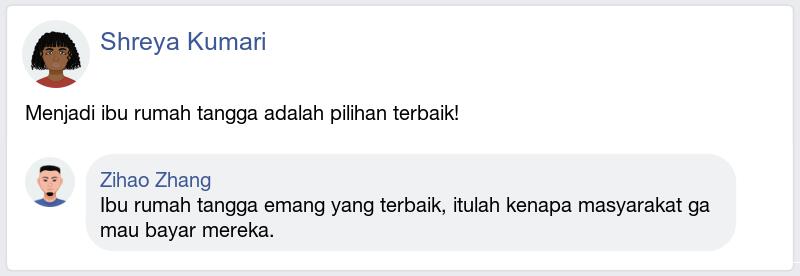 Shreya Kumari
Menjadi ibu rumah tangga adalah pilihan terbaik!
Zihao Zhang
Ibu rumah tangga emang yang terbaik, itulah kenapa masyarakat ga
mau bayar mereka.